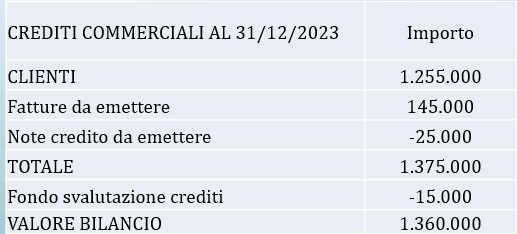 CREDITI COMMERCIALI AL 31/12/2023 Importo
CLIENTI 1.255.000
Fatture da emettere 145.000
Note credito da emettere -25.000
TOTALE 1.375.000
Fondo svalutazione crediti -15.000
VALORE BILANCIO 1.360.000